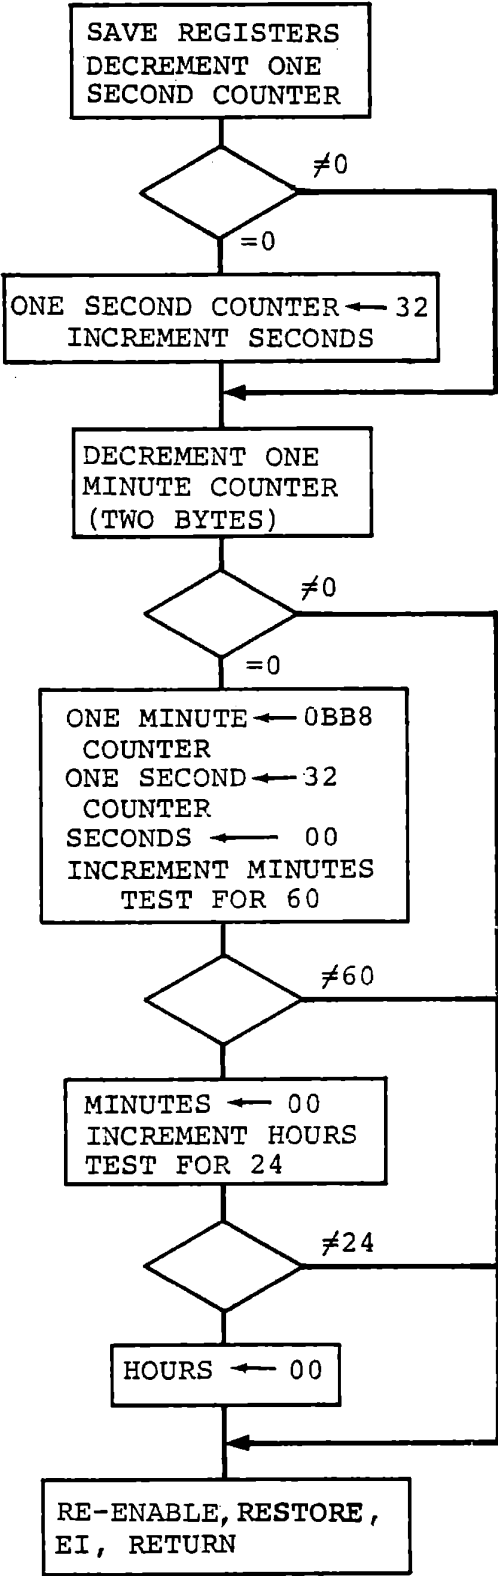 SAVE REGISTERS
DECREMENT ONE
SECOND COUNTER
≠0
=0
ONE SECOND COUNTER ← 32
INCREMENT SECONDS
DECREMENT ONE
MINUTE COUNTER
(TWO BYTES)
≠0
=0
ONE MINUTE ← 0BB8
COUNTER
ONE SECOND ← 32
COUNTER
SECONDS ← 00
INCREMENT MINUTES
TEST FOR 60
≠60
MINUTES ← 00
INCREMENT HOURS
TEST FOR 24
≠24
HOURS ← 00
RE-ENABLE, RESTORE,
EI, RETURN